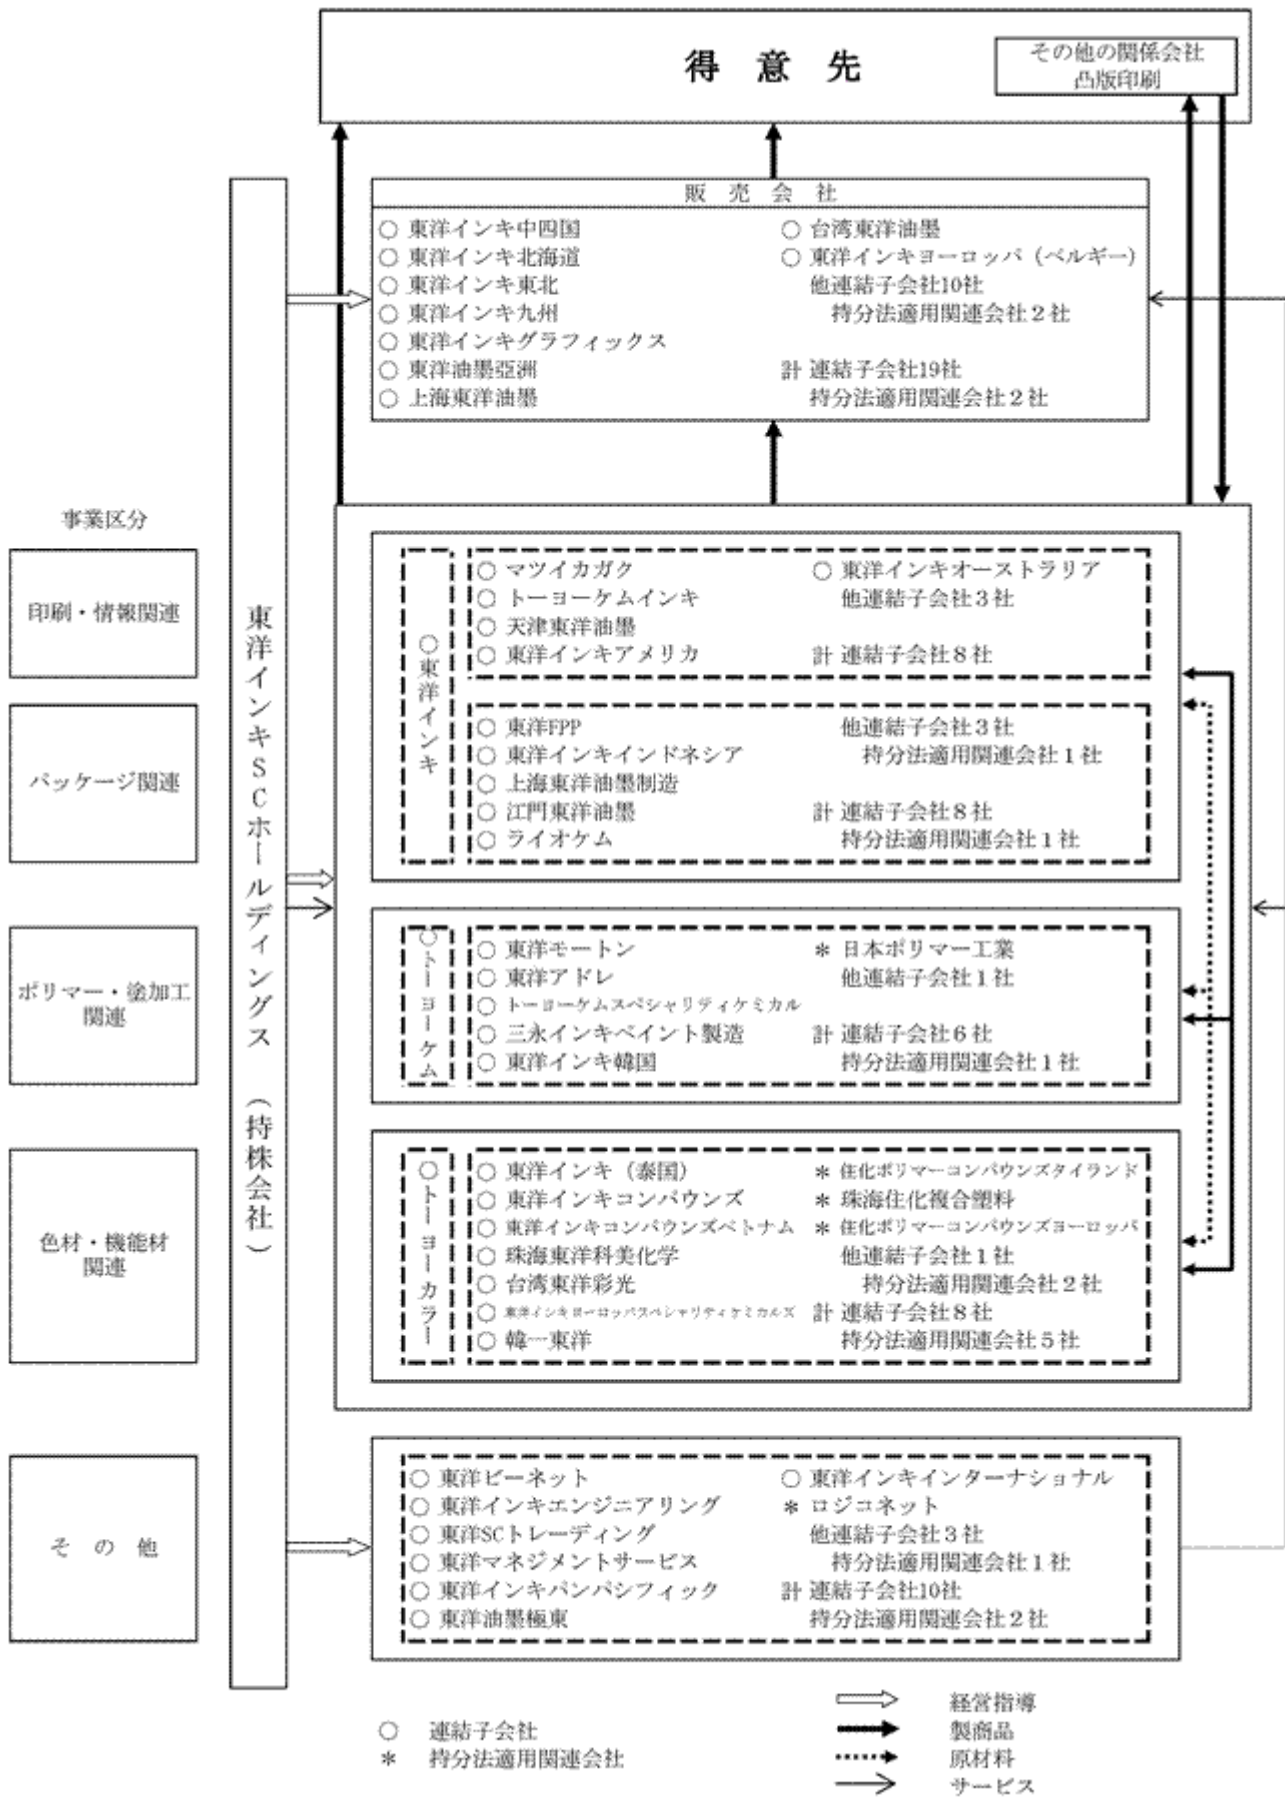 得意先
その他の関係会社
凸版印刷
販売会社
○ 東洋インキ中四国
○ 東洋インキ北海道
○ 東洋インキ東北
○ 東洋インキ九州
○ 東洋インキグラフィックス
○ 東洋油墨亞洲
○ 上海東洋油墨
○ 台湾東洋油墨
○ 東洋インキヨーロッパ（ベルギー）
他連結子会社10社
持分法適用関連会社２社
計 連結子会社19社
持分法適用関連会社２社
事業区分
印刷・情報関連
パッケージ関連
ポリマー・塗加工
関連
色材・機能材
関連
その他
東洋インキＳＣホールディングス（持株会社）
○東洋インキ
○ マツイカガク
○ トーヨーケムインキ
○ 天津東洋油墨
○ 東洋インキアメリカ
○ 東洋インキオーストラリア
他連結子会社３社
計 連結子会社８社
○ 東洋FPP
○ 東洋インキインドネシア
○ 上海東洋油墨制造
○ 江門東洋油墨
○ ライオケム
他連結子会社３社
持分法適用関連会社１社
計 連結子会社８社
持分法適用関連会社１社
○トーヨーケム
○ 東洋モートン
○ 東洋アドレ
○ トーヨーケムスペシャリティケミカル
○ 三永インキペイント製造
○ 東洋インキ韓国
＊ 日本ポリマー工業
他連結子会社１社
計 連結子会社６社
持分法適用関連会社１社
○トーヨーカラー
○ 東洋インキ（泰国）
○ 東洋インキコンパウンズ
○ 東洋インキコンパウンズベトナム
○ 珠海東洋科美化学
○ 台湾東洋彩光
○ 東洋インキヨーロッパスペシャリティケミカルズ
○ 韓一東洋
＊ 住化ポリマーコンパウンズタイランド
＊ 珠海住化複合塑料
＊ 住化ポリマーコンパウンズヨーロッパ
他連結子会社１社
持分法適用関連会社２社
計 連結子会社８社
持分法適用関連会社５社
○ 東洋ビーネット
○ 東洋インキエンジニアリング
○ 東洋SCトレーディング
○ 東洋マネジメントサービス
○ 東洋インキパンパシフィック
○ 東洋油墨極東
○ 東洋インキインターナショナル
＊ ロジコネット
他連結子会社３社
持分法適用関連会社１社
計 連結子会社10社
持分法適用関連会社２社
○ 連結子会社
＊ 持分法適用関連会社
経営指導
製商品
原材料
サービス